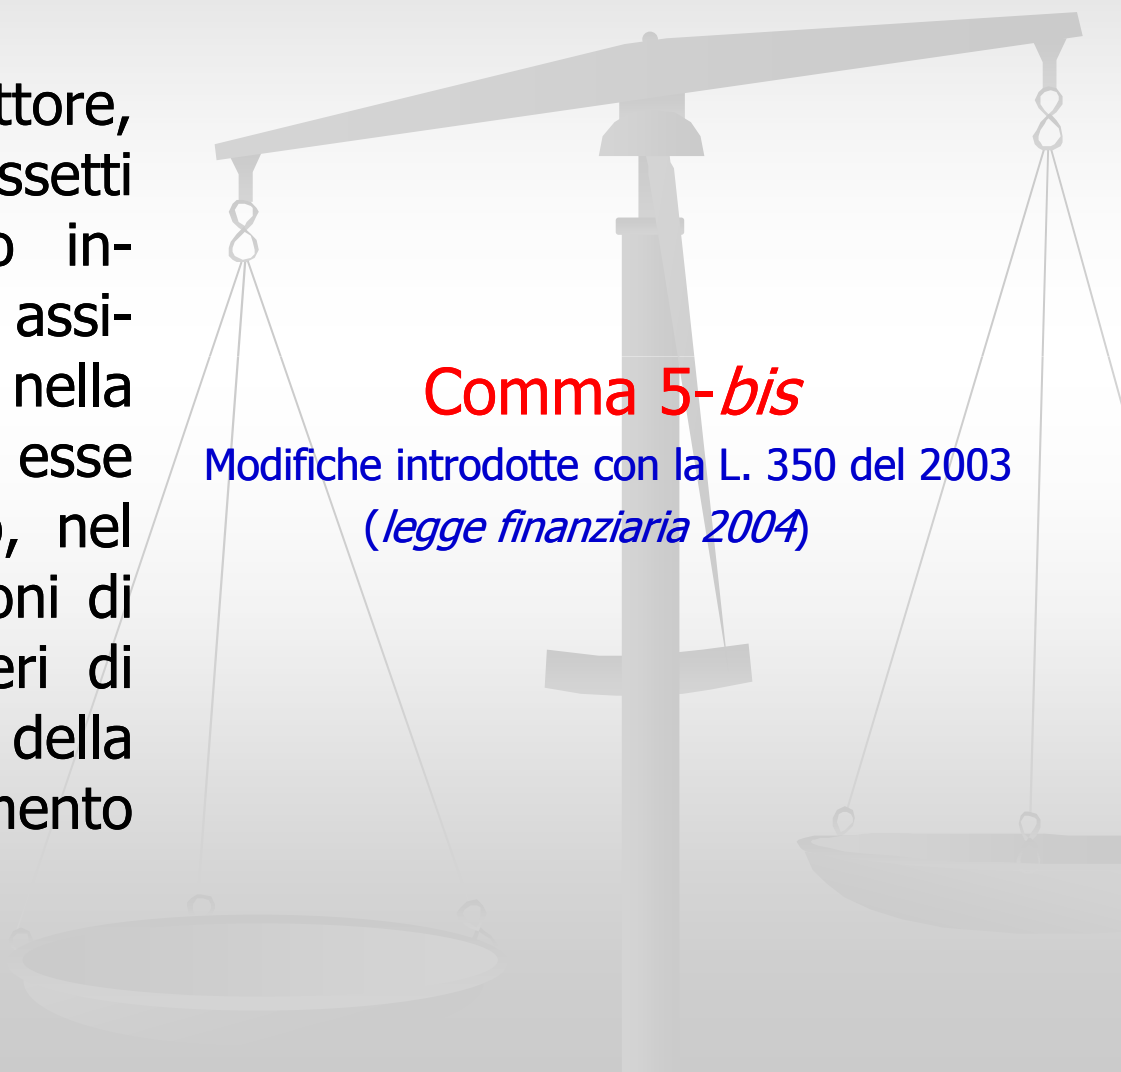 ttore,
ssetti
o in-
assi-
nella
esse
o, nel
oni di
eri di
della
mento
Comma 5-bis
Modifiche introdotte con la L. 350 del 2003
(legge finanziaria 2004)